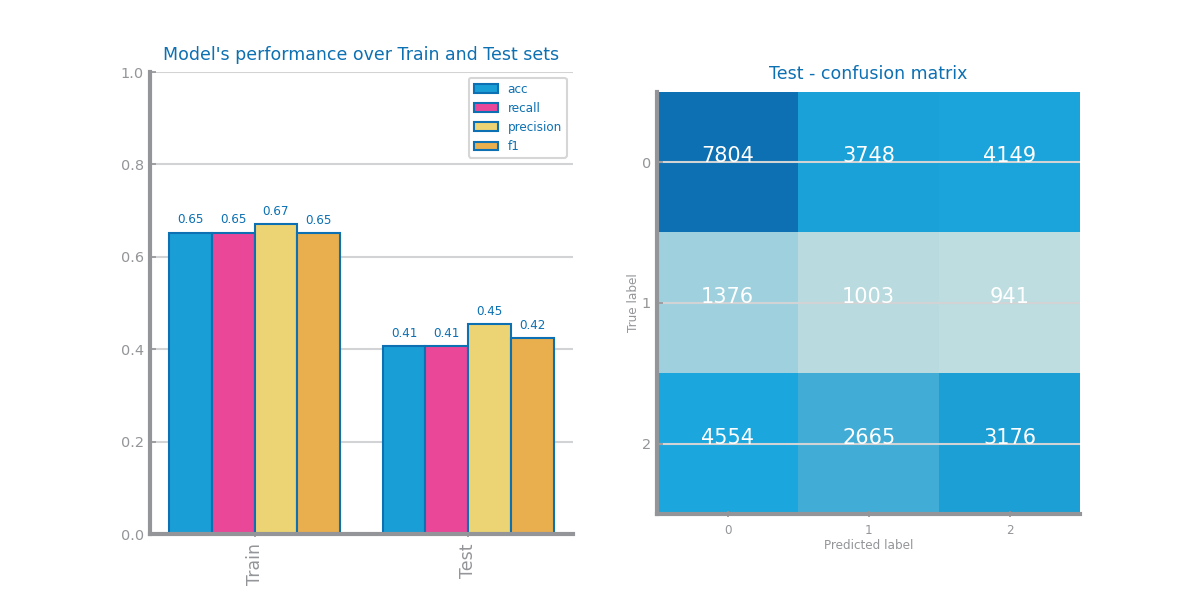 Model's performance over Train and Test sets
1.0
0.8
0.6
0.4
0.2
0.0
acc
recall
precision
f1
0.65
0.65
0.67
0.65
0.41
0.41
0.45
0.42
Train
Test
Test - confusion matrix
True label
0
1
2
7804 3748 4149
1376 1003 941
4554 2665 3176
0 1 2
Predicted label